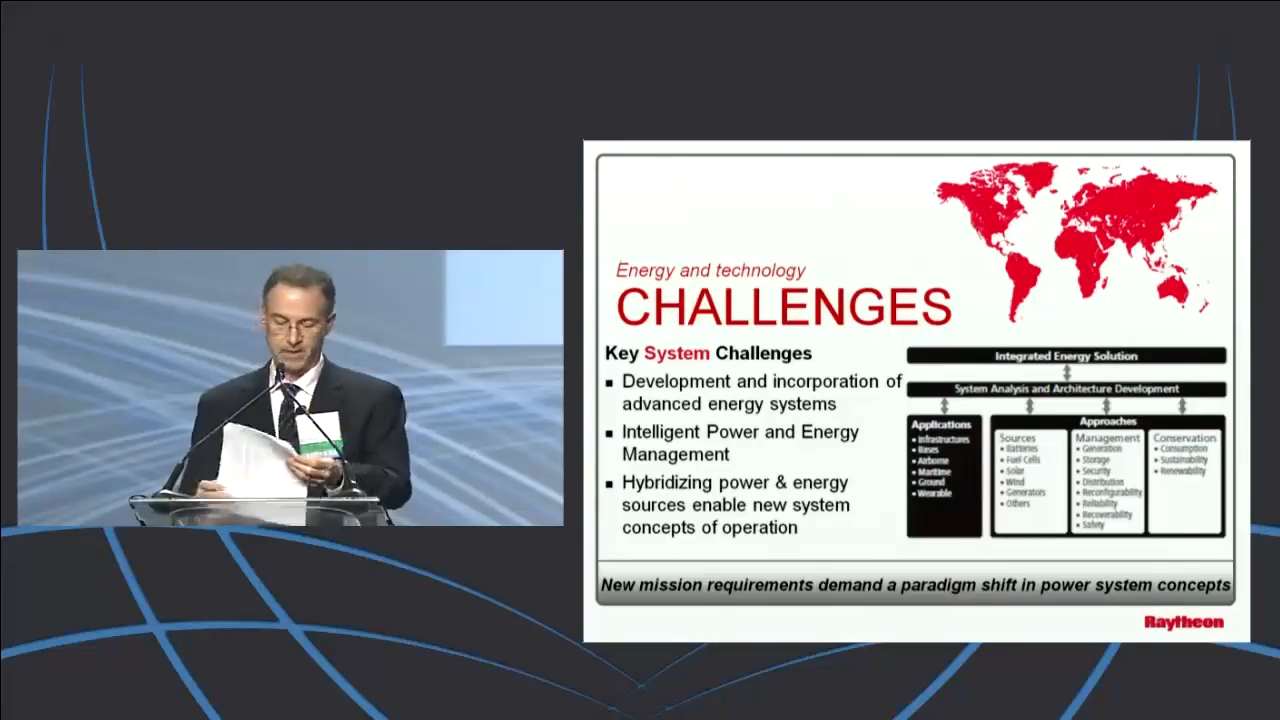 Energy and technology
CHALLENGES
Key System Challenges
▪ Development and incorporation of
advanced energy systems
▪ Intelligent Power and Energy
Management
▪ Hybridizing power & energy
sources enable new system
concepts of operation
Integrated Energy Solution
System Analysis and Architecture Development
Applications
• Infrastructures
• Bases
• Airborne
• Maritime
• Ground
• Wearable
Approaches
Sources
• Batteries
• Fuel Cells
• Solar
• Wind
• Generators
• Others
Management
• Generation
• Storage
• Security
• Distribution
• Reconfigurability
• Reliability
• Recoverability
• Safety
Conservation
• Consumption
• Sustainability
• Renewability
New mission requirements demand a paradigm shift in power system concepts
Raytheon